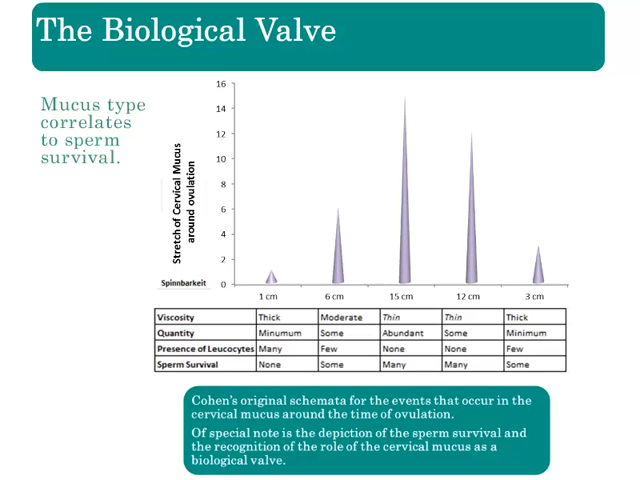 The Biological Valve
Mucus type
correlates
to sperm
survival.
Stretch of Cervical Mucus
around ovulation
16
14
12
10
8
6
4
2
0
Spinnbarkeit
1 cm 6 cm 15 cm 12 cm 3 cm
Viscosity Thick Moderate Thin Thin Thick
Quantity Minumum Some Abundant Some Minimum
Presence of Leucocytes Many Few None None Few
Sperm Survival None Some Many Many Some
Cohen's original schemata for the events that occur in the
cervical mucus around the time of ovulation.
Of special note is the depiction of the sperm survival and
the recognition of the role of the cervical mucus as a
biological valve.